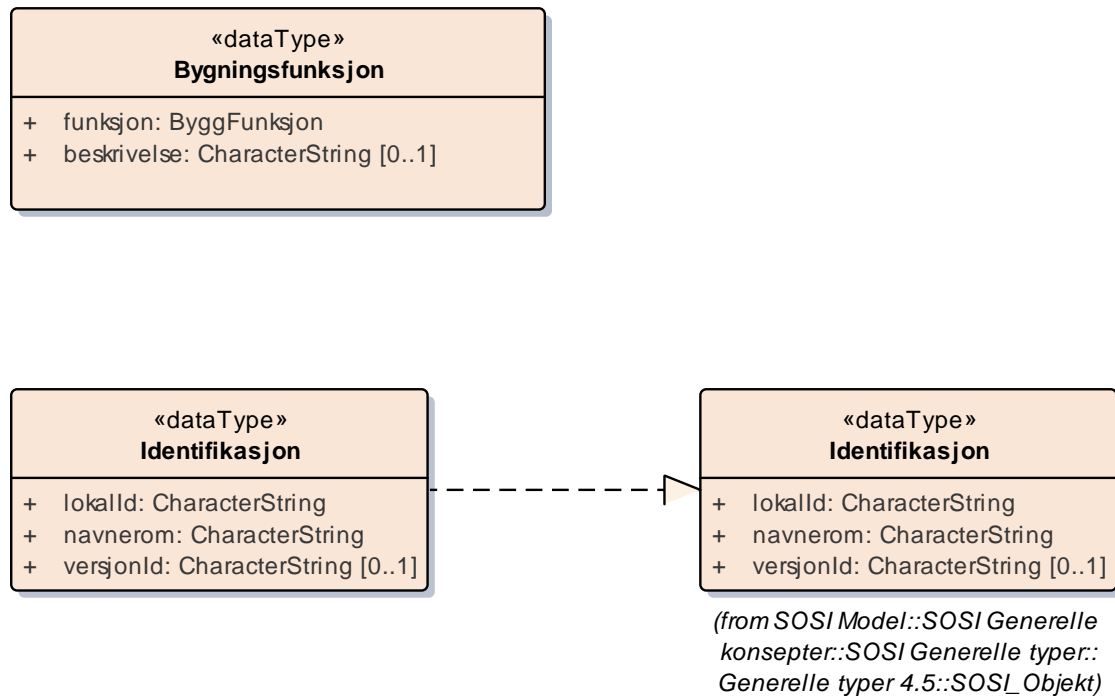 «dataType»
Bygningsfunksjon
+ funksjon: ByggFunksjon
+ beskrivelse: CharacterString [0..1]
«dataType»
Identifikasjon
+ lokalId: CharacterString
+ navnerom: CharacterString
+ versjonId: CharacterString [0..1]
«dataType»
Identifikasjon
+ lokalId: CharacterString
+ navnerom: CharacterString
+ versjonId: CharacterString [0..1]
(from SOSI Model::SOSI Generelle
konsepter::SOSI Generelle typer::
Generelle typer 4.5::SOSI_Objekt)